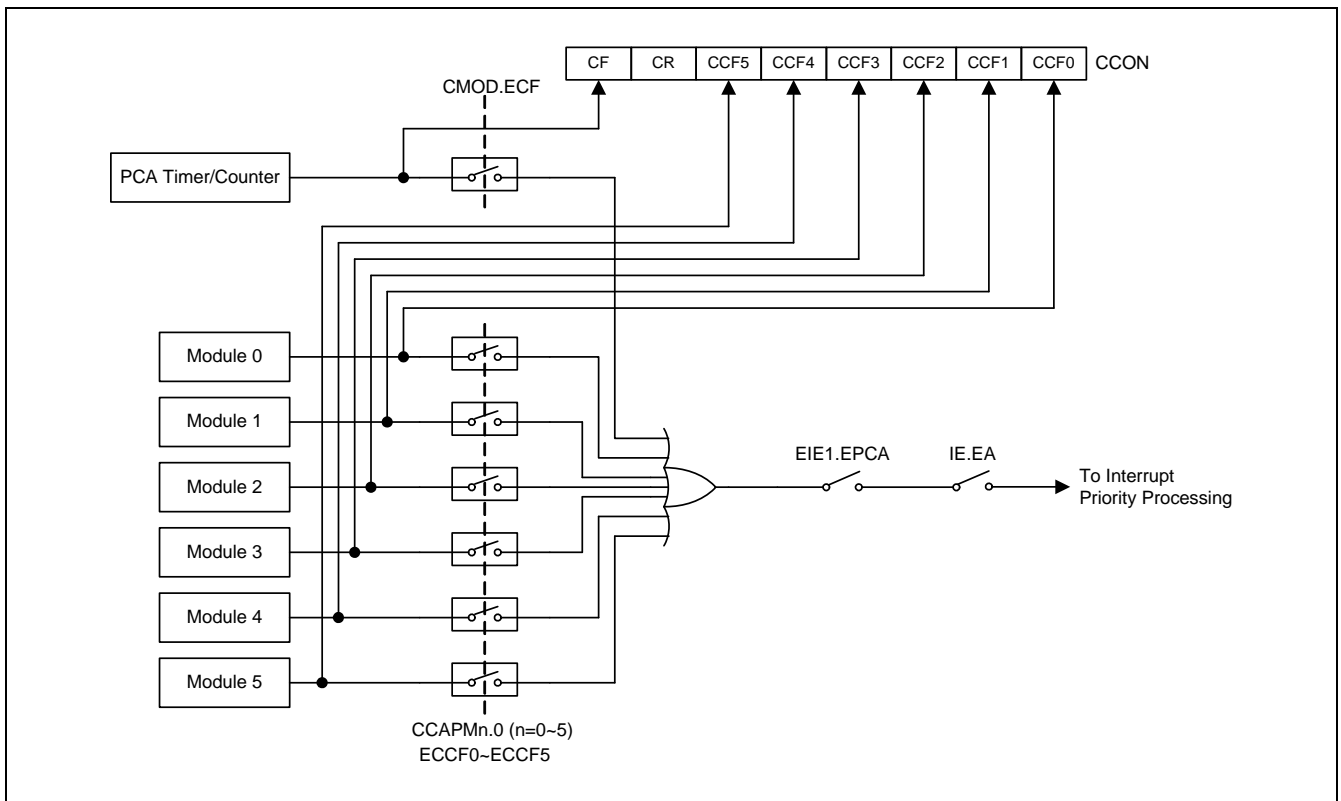 CF CR CCF5 CCF4 CCF3 CCF2 CCF1 CCF0 CCON
CMOD.ECF
PCA Timer/Counter
Module 0
Module 1
Module 2
Module 3
Module 4
Module 5
EIE1.EPCA IE.EA
To Interrupt
Priority Processing
CCAPMn.0 (n=0~5)
ECCF0~ECCF5